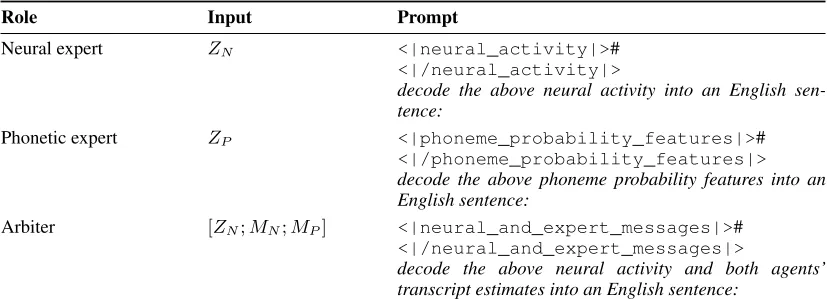 Role Input Prompt
Neural expert Z_N <|neural_activity|>#
<|/neural_activity|>
decode the above neural activity into an English sen-
tence:
Phonetic expert Z_P <|phoneme_probability_features|>#
<|/phoneme_probability_features|>
decode the above phoneme probability features into an
English sentence:
Arbiter [Z_N; M_N; M_P] <|neural_and_expert_messages|>#
<|/neural_and_expert_messages|>
decode the above neural activity and both agents’
transcript estimates into an English sentence: